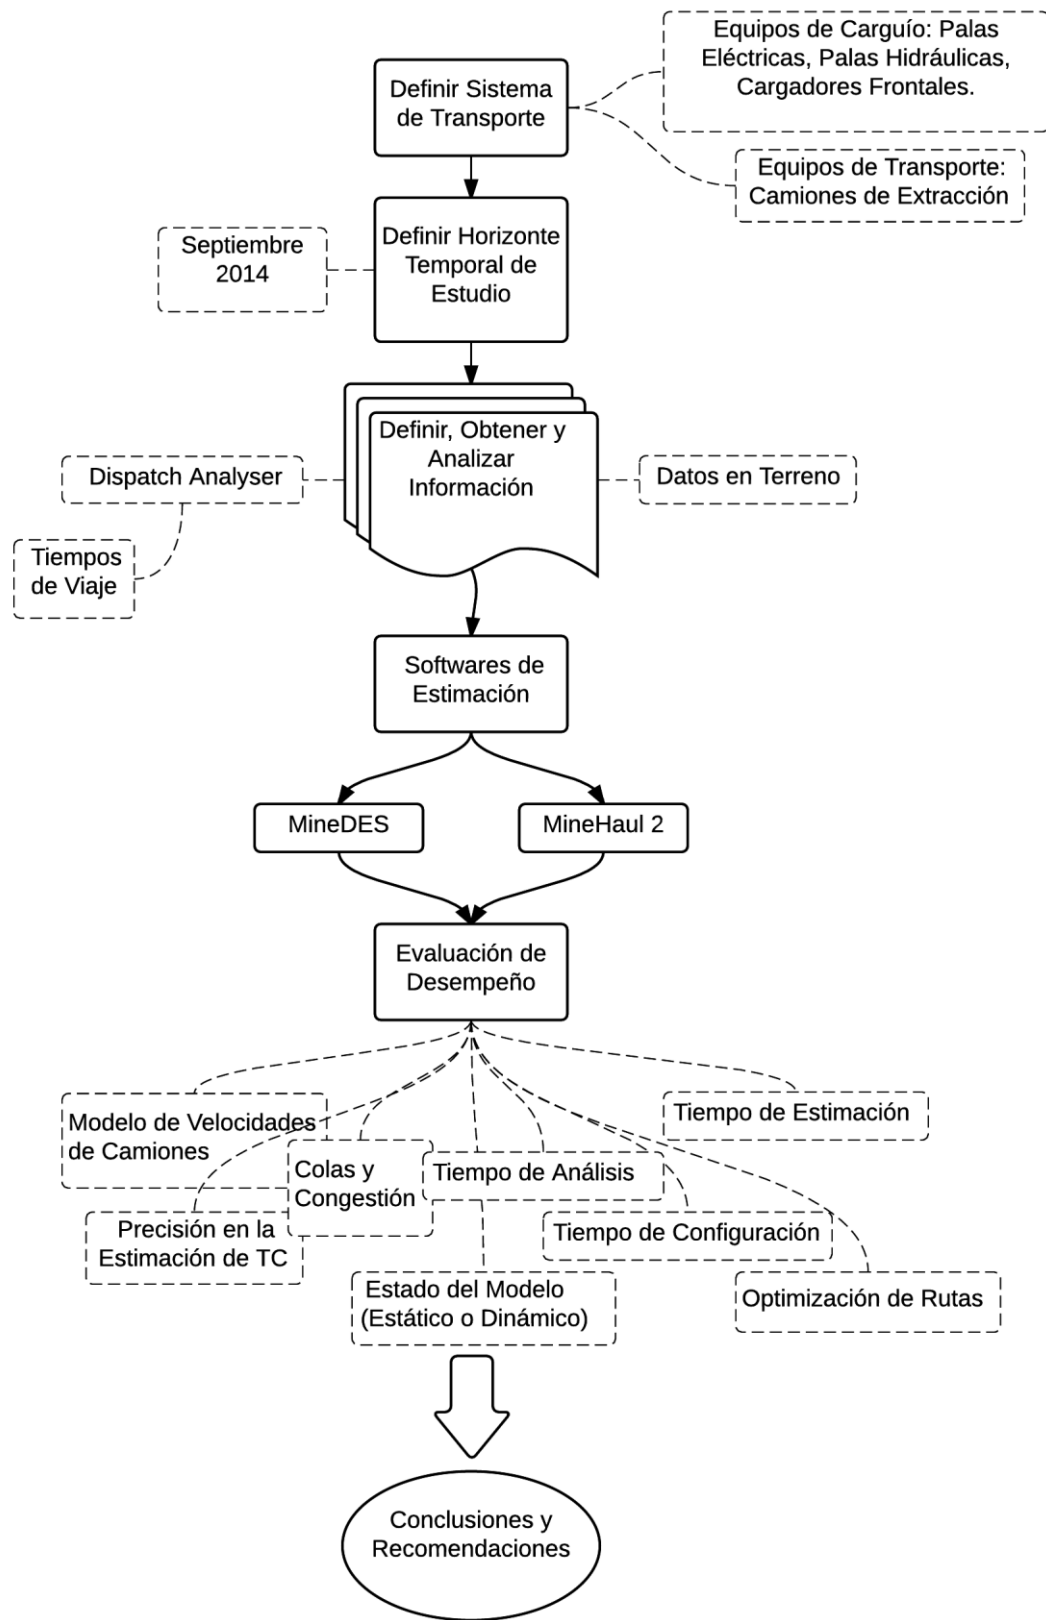 Equipos de Carguío: Palas
Eléctricas, Palas Hidráulicas,
Cargadores Frontales.
Definir Sistema
de Transporte
Equipos de Transporte:
Camiones de Extracción
Definir Horizonte
Temporal de
Estudio
Septiembre
2014
Definir, Obtener y
Analizar
Información
Dispatch Analyser
Datos en Terreno
Tiempos
de Viaje
Softwares de
Estimación
MineDES
MineHaul 2
Evaluación de
Desempeño
Modelo de Velocidades
de Camiones
Tiempo de Estimación
Colas y
Congestión
Tiempo de Análisis
Precisión en la
Estimación de TC
Tiempo de Configuración
Estado del Modelo
(Estático o Dinámico)
Optimización de Rutas
Conclusiones y
Recomendaciones